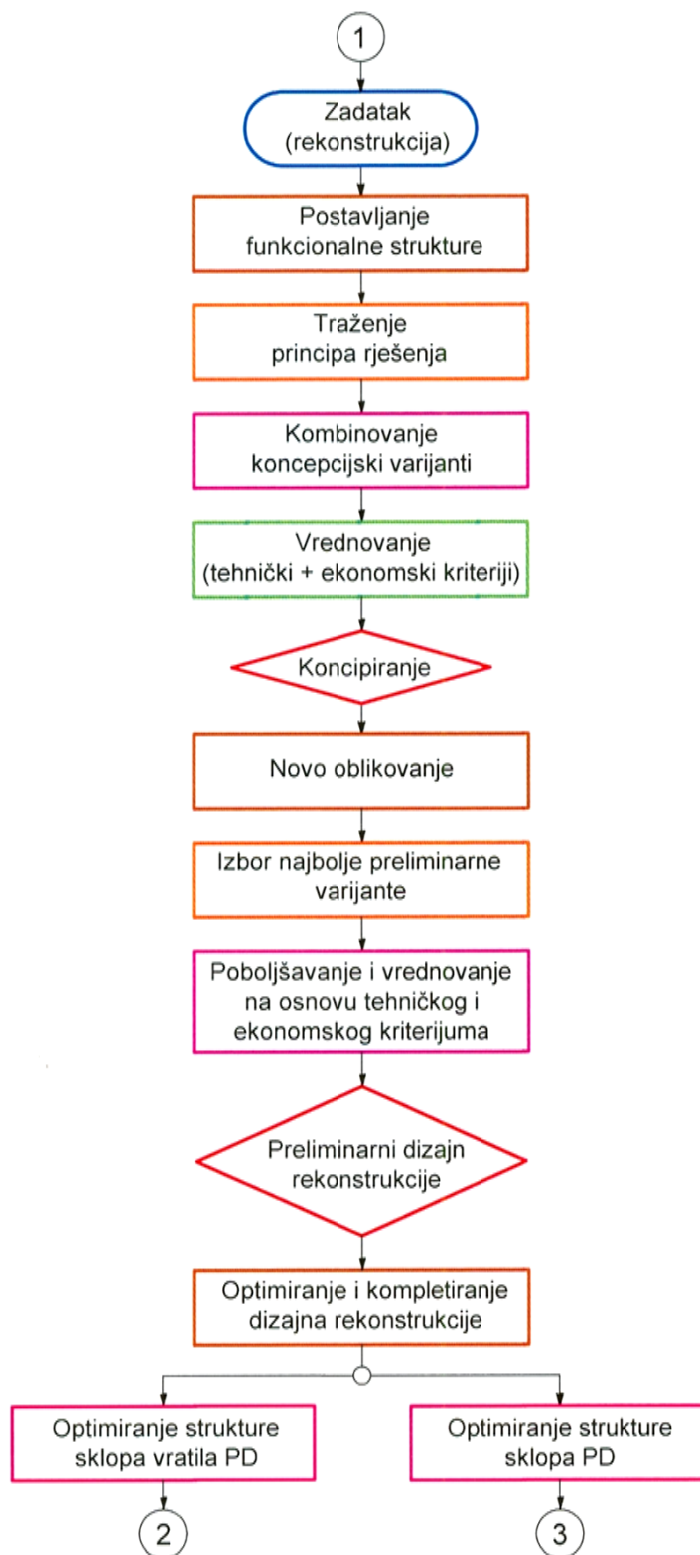 1
Zadatak
(rekonstrukcija)
Postavljanje
funkcionalne strukture
Traženje
principa rješenja
Kombinovanje
koncepcijski varijanti
Vrednovanje
(tehnički + ekonomski kriteriji)
Koncipiranje
Novo oblikovanje
Izbor najbolje preliminarne
varijante
Poboljšavanje i vrednovanje
na osnovu tehničkog i
ekonomskog kriterijuma
Preliminarni dizajn
rekonstrukcije
Optimiranje i kompletiranje
dizajna rekonstrukcije
Optimiranje strukture
sklopa vratila PD
Optimiranje strukture
sklopa PD
2
3